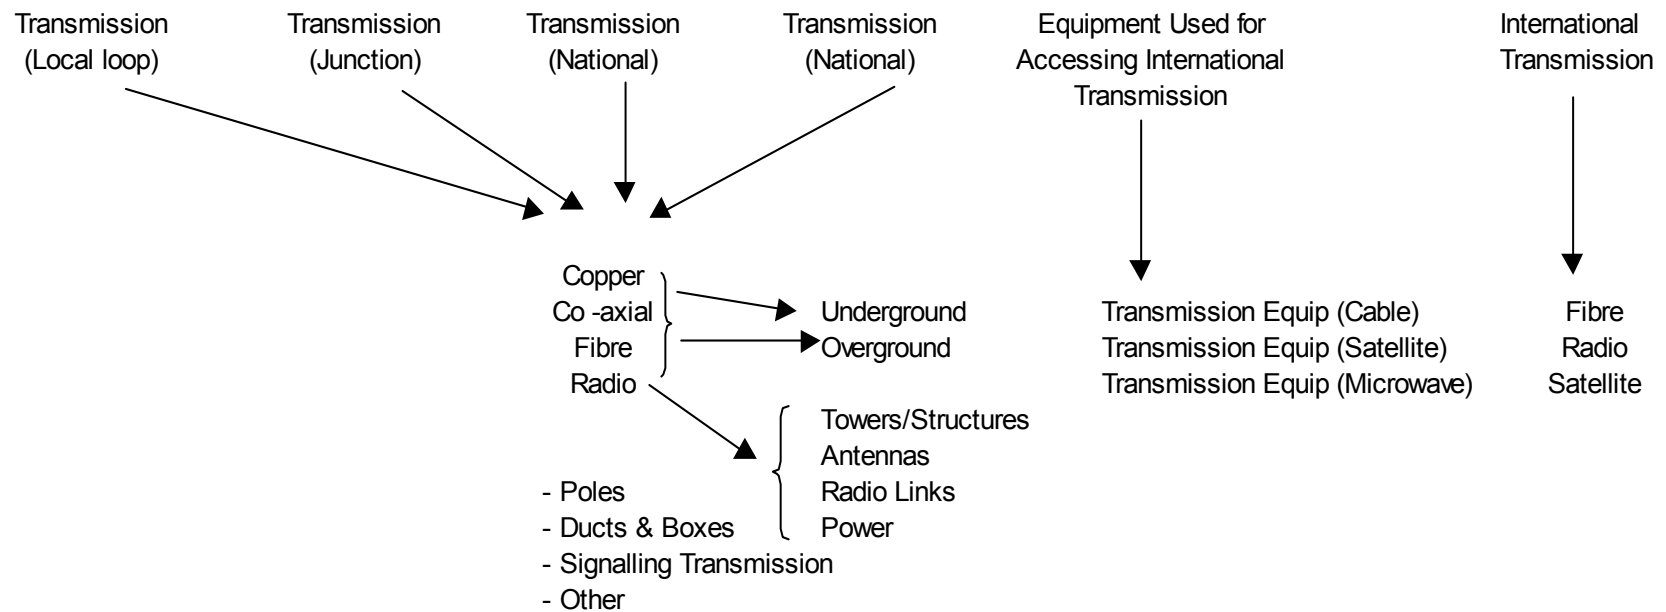 Transmission
(Local loop)
Transmission
(Junction)
Transmission
(National)
Transmission
(National)
Equipment Used for
Accessing International
Transmission
International
Transmission
Copper
Co -axial
Fibre
Radio
Underground
Overground
Transmission Equip (Cable)
Transmission Equip (Satellite)
Transmission Equip (Microwave)
Fibre
Radio
Satellite
Towers/Structures
Antennas
Radio Links
Power
- Poles
- Ducts & Boxes
- Signalling Transmission
- Other